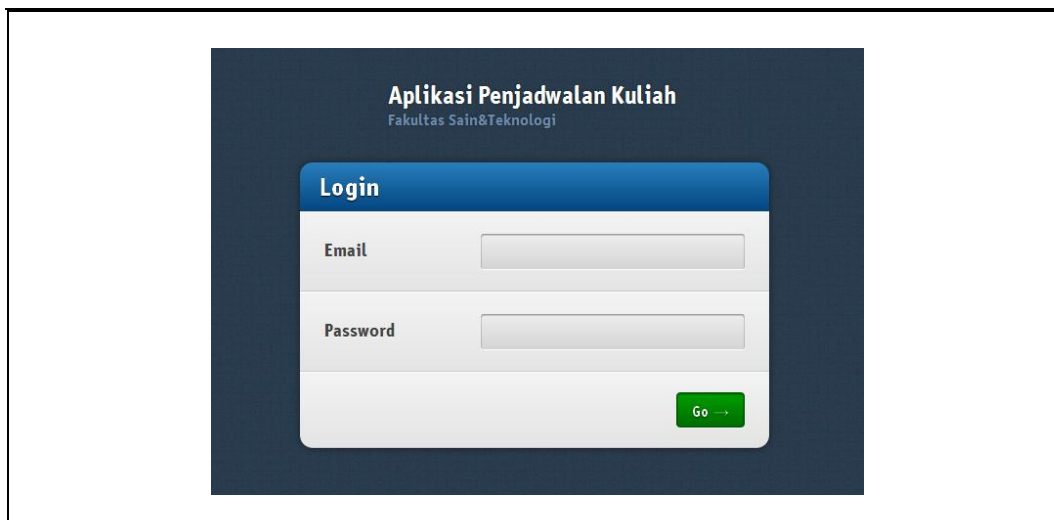 Aplikasi Penjadwalan Kuliah
Fakultas Sain&Teknologi
Login
Email
Password
Go →